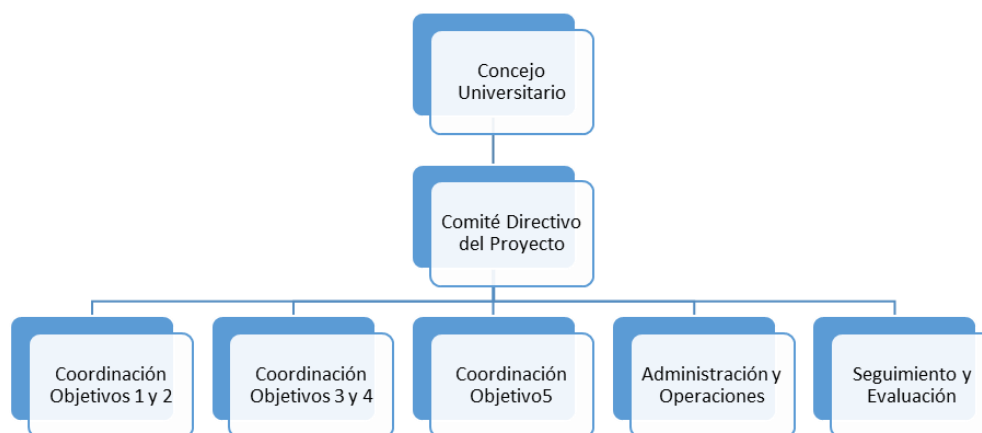 Concejo
Universitario
Comité Directivo
del Proyecto
Coordinación
Objetivos 1 y 2
Coordinación
Objetivos 3 y 4
Coordinación
Objetivo5
Administración y
Operaciones
Seguimiento y
Evaluación